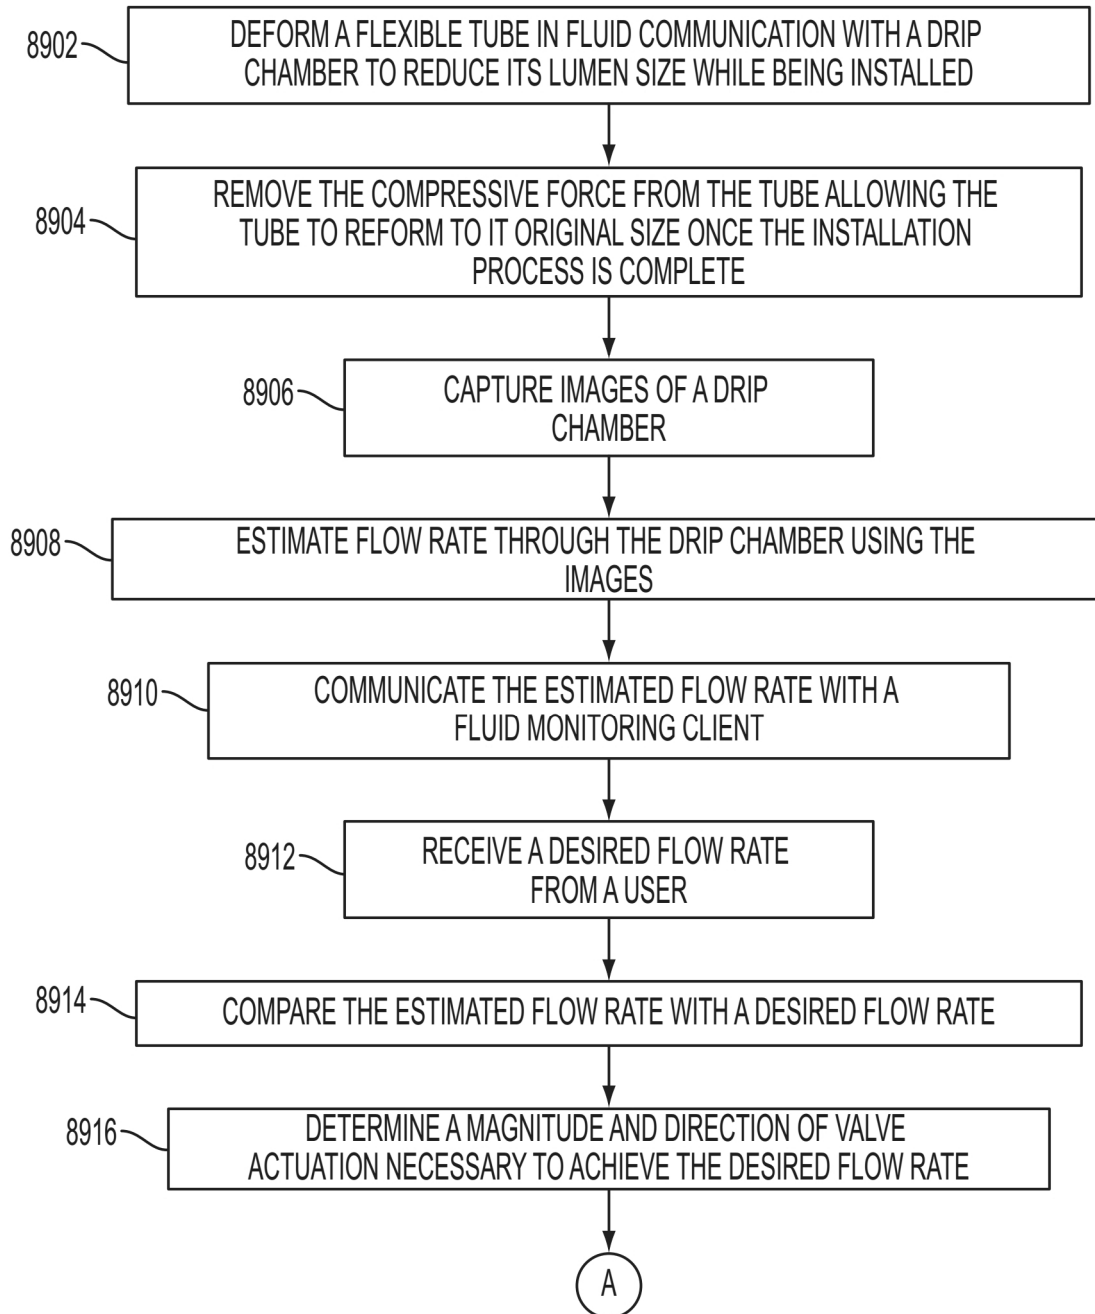 8902
DEFORM A FLEXIBLE TUBE IN FLUID COMMUNICATION WITH A DRIP
CHAMBER TO REDUCE ITS LUMEN SIZE WHILE BEING INSTALLED
8904
REMOVE THE COMPRESSIVE FORCE FROM THE TUBE ALLOWING THE
TUBE TO REFORM TO IT ORIGINAL SIZE ONCE THE INSTALLATION
PROCESS IS COMPLETE
8906
CAPTURE IMAGES OF A DRIP
CHAMBER
8908
ESTIMATE FLOW RATE THROUGH THE DRIP CHAMBER USING THE
IMAGES
8910
COMMUNICATE THE ESTIMATED FLOW RATE WITH A
FLUID MONITORING CLIENT
8912
RECEIVE A DESIRED FLOW RATE
FROM A USER
8914
COMPARE THE ESTIMATED FLOW RATE WITH A DESIRED FLOW RATE
8916
DETERMINE A MAGNITUDE AND DIRECTION OF VALVE
ACTUATION NECESSARY TO ACHIEVE THE DESIRED FLOW RATE
A